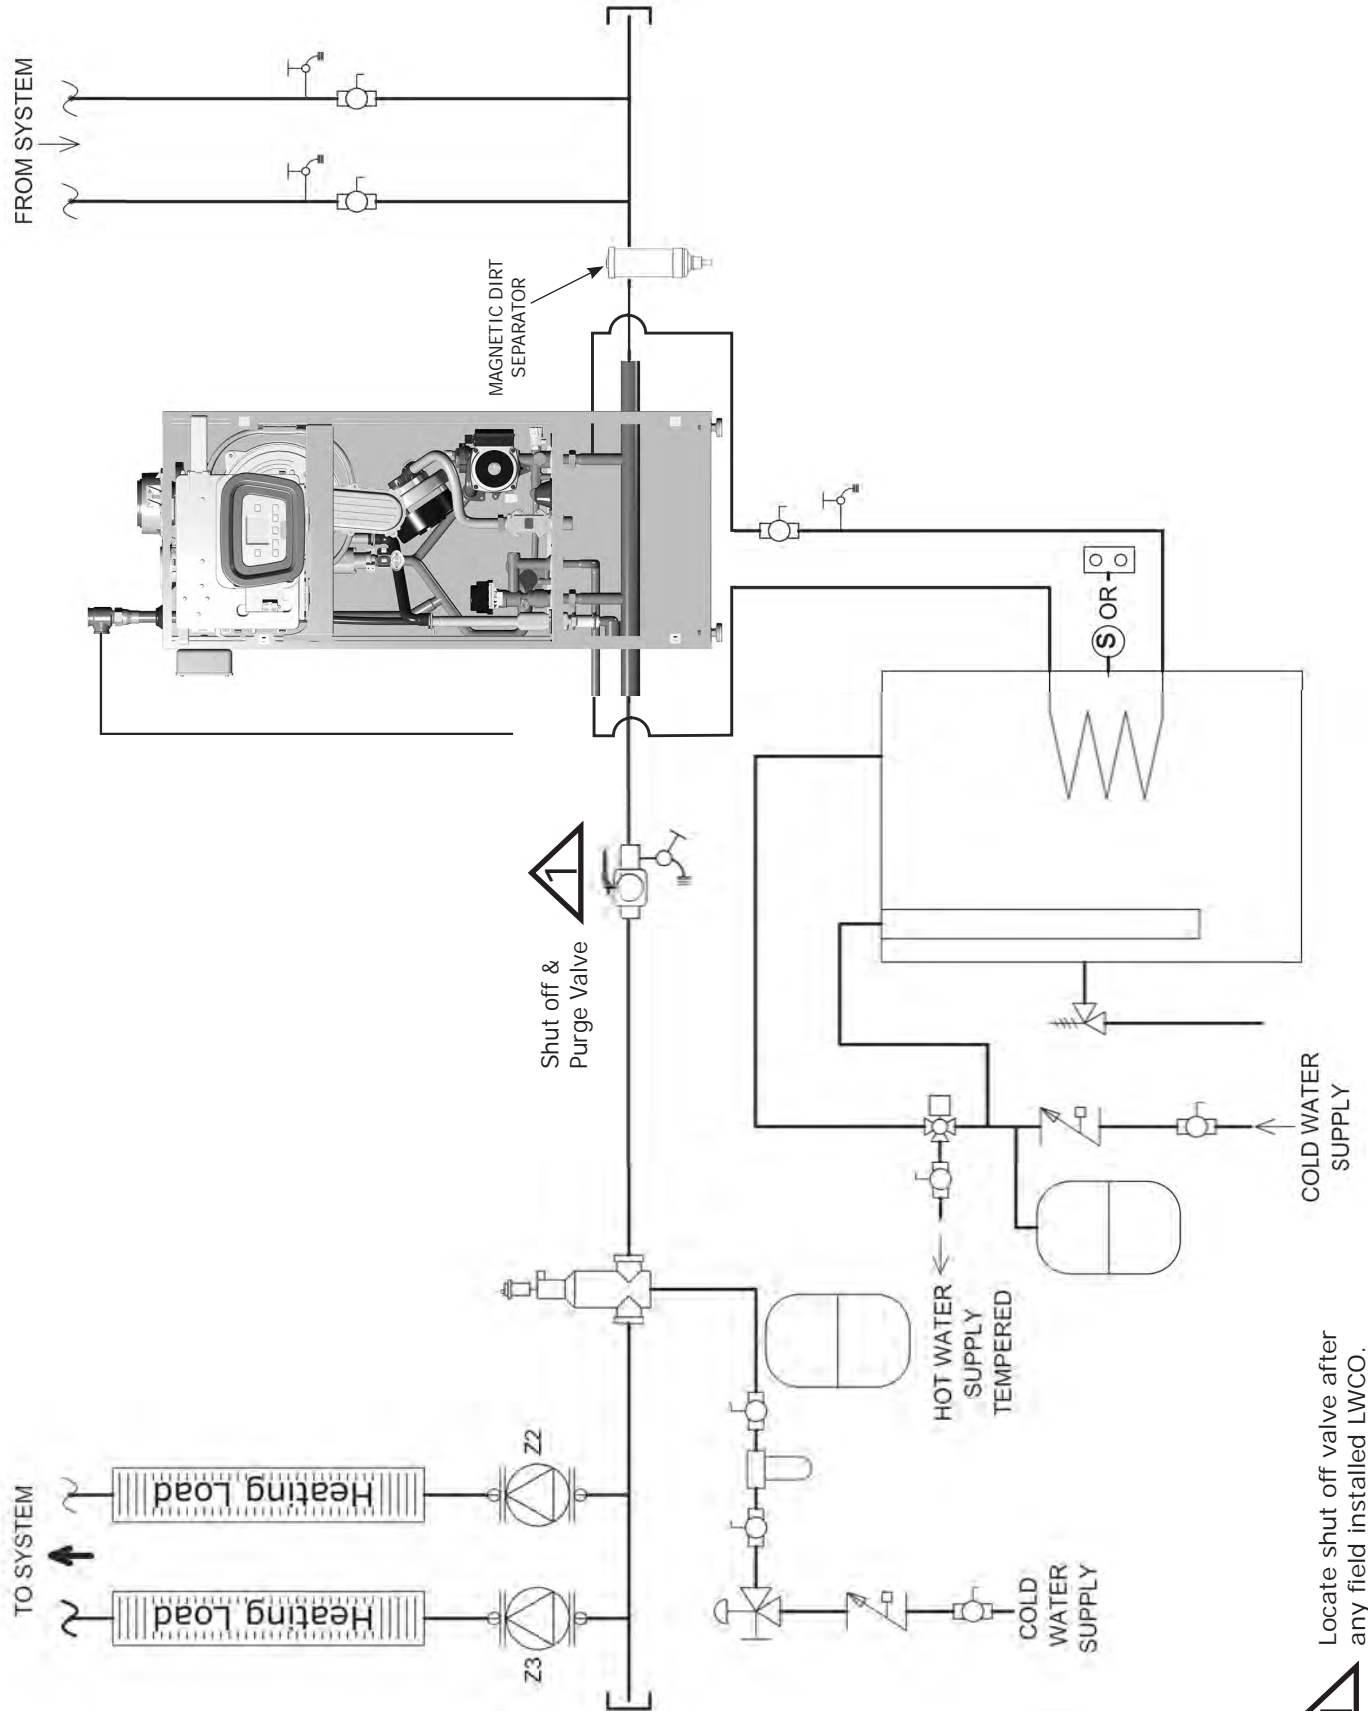 TO SYSTEM
FROM SYSTEM
Heating Load
Heating Load
Z3
Z2
MAGNETIC DIRT
SEPARATOR
1
Shut off &
Purge Valve
S OR
HOT WATER
SUPPLY
TEMPERED
COLD
WATER
SUPPLY
COLD WATER
SUPPLY
Locate shut off valve after
any field installed LWCO.